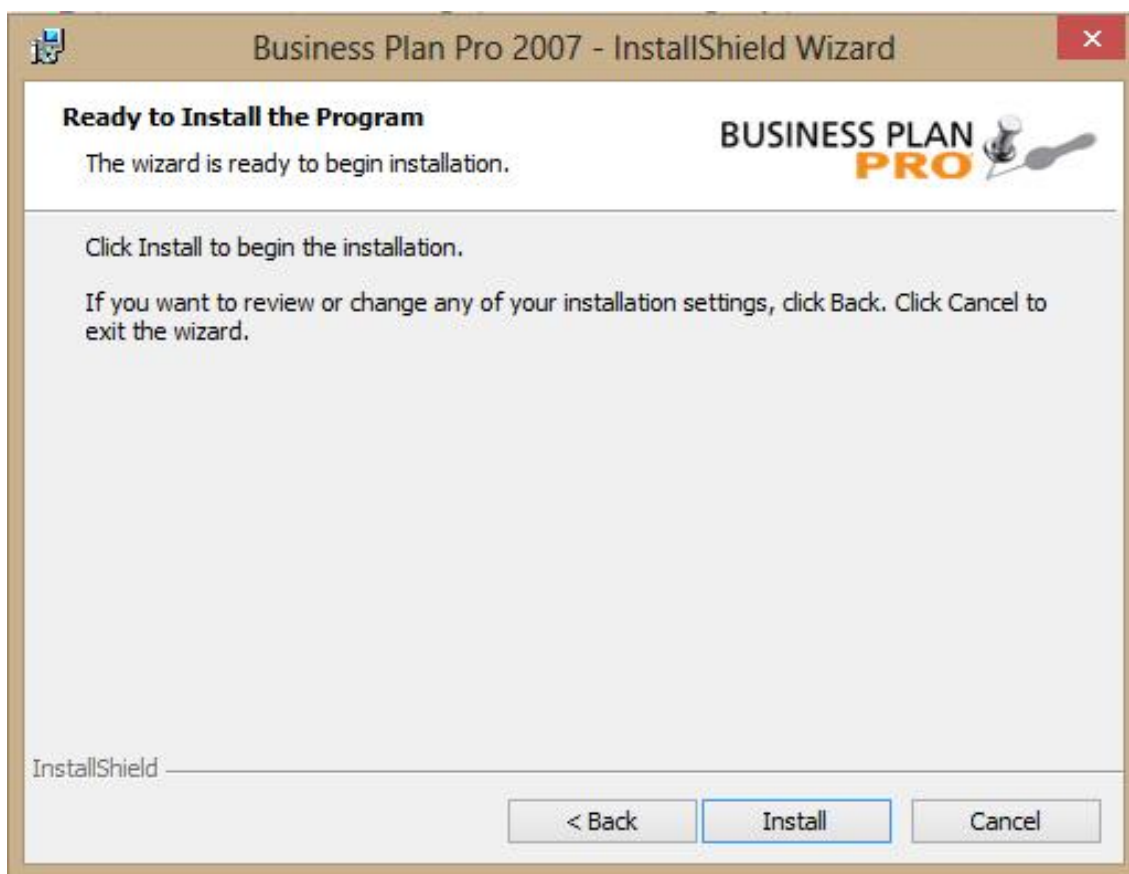 Business Plan Pro 2007 - InstallShield Wizard
Ready to Install the Program
The wizard is ready to begin installation.
BUSINESS PLAN
PRO
Click Install to begin the installation.
If you want to review or change any of your installation settings, click Back. Click Cancel to
exit the wizard.
InstallShield
< Back
Install
Cancel